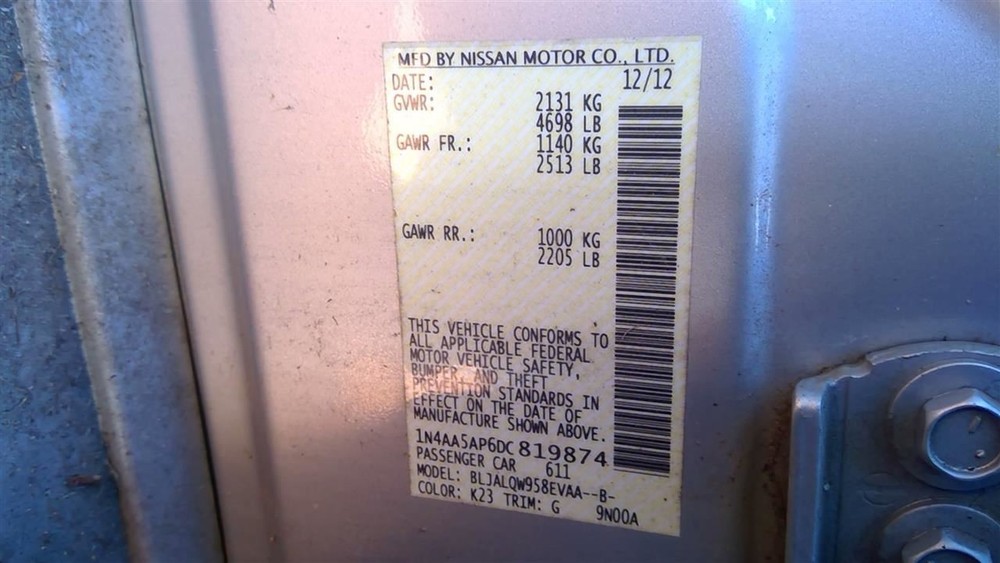 MFD BY NISSAN MOTOR CO., LTD.
DATE: 12/12
GVWR: 2131 KG
4698 LB
GAWR FR.: 1140 KG
2513 LB
GAWR RR.: 1000 KG
2205 LB
THIS VEHICLE CONFORMS TO
ALL APPLICABLE FEDERAL
MOTOR VEHICLE SAFETY,
BUMPER, AND THEFT
PREVENTION STANDARDS IN
EFFECT ON THE DATE OF
MANUFACTURE SHOWN ABOVE.
1N4AA5AP6DC819874
PASSENGER CAR 611
MODEL: BLJALQW958EVAA--B-
COLOR: K23 TRIM: G 9N00A